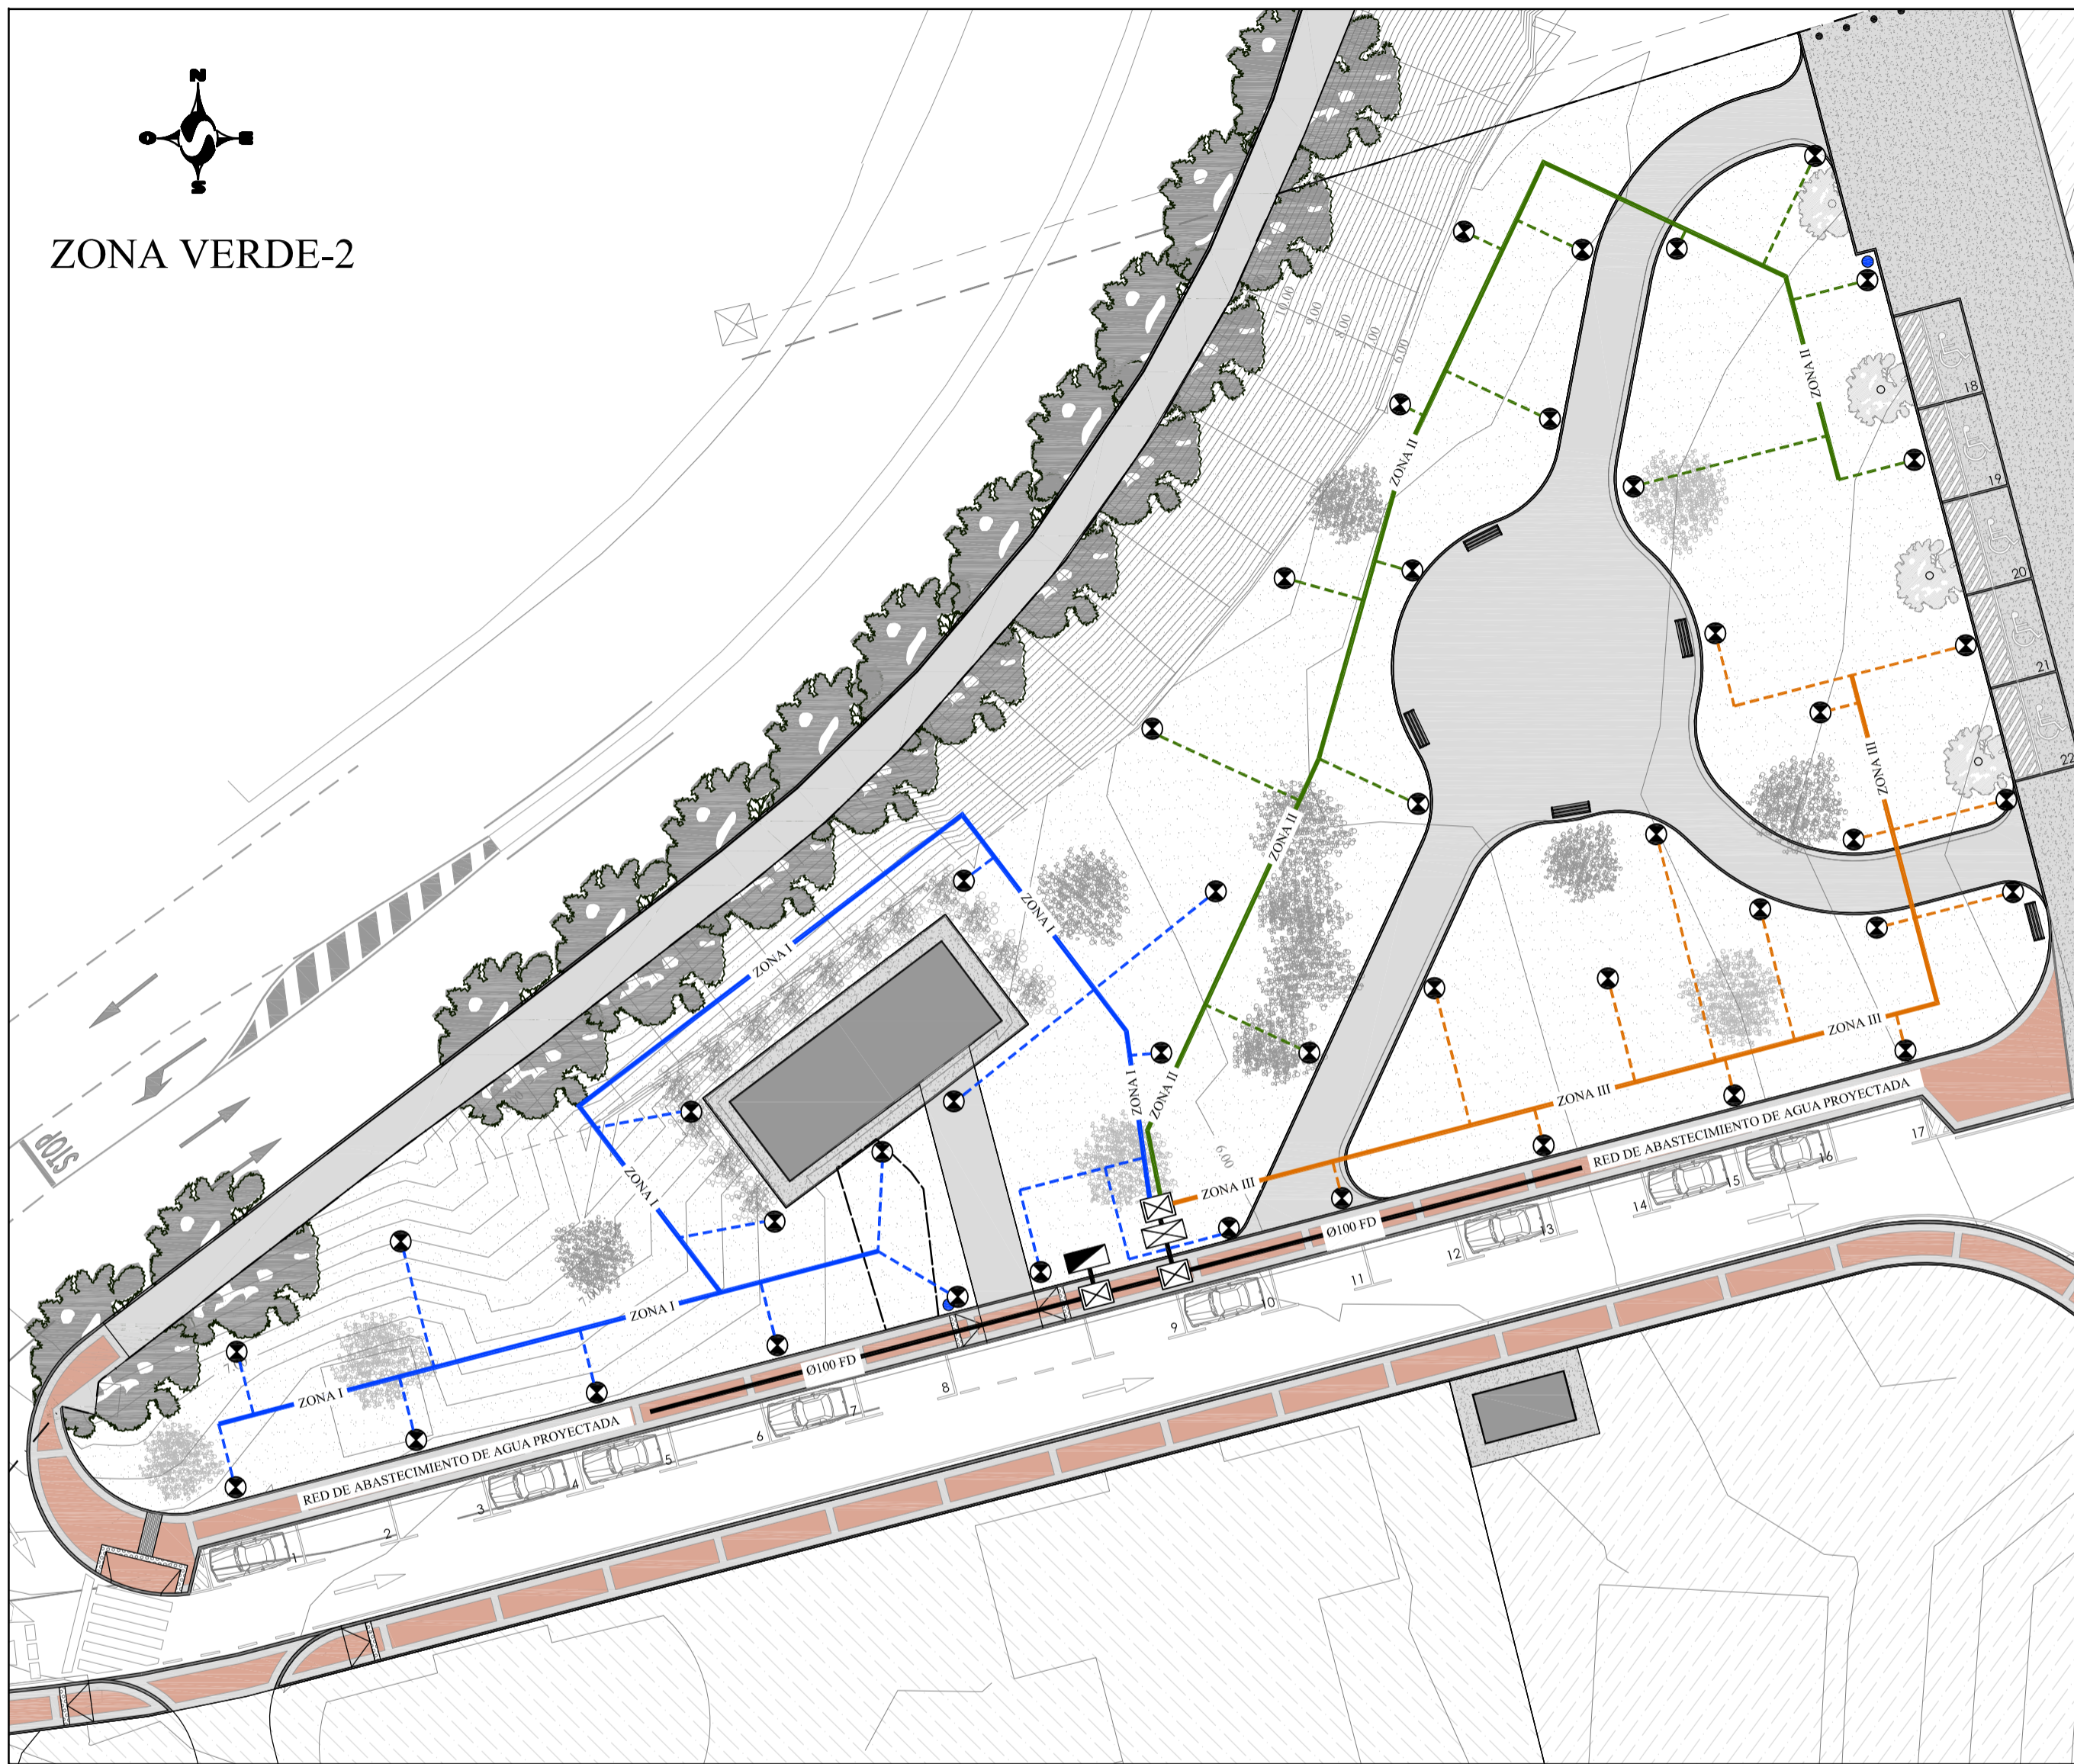 N
O
E
S
ZONA VERDE-2
10.00
9.00
8.00
7.00
6.00
ZONA II
ZONA II
18
19
20
21
22
ZONA III
ZONA II
ZONA I
ZONA I
ZONA I
ZONA II
ZONA III
ZONA III
ZONA III
6.00
STOP
ZONA I
ZONA I
ZONA I
7.00
RED DE ABASTECIMIENTO DE AGUA PROYECTADA
Ø100 FD
Ø100 FD
RED DE ABASTECIMIENTO DE AGUA PROYECTADA
1
2
3
4
5
6
7
8
9
10
11
12
13
14
15
16
17